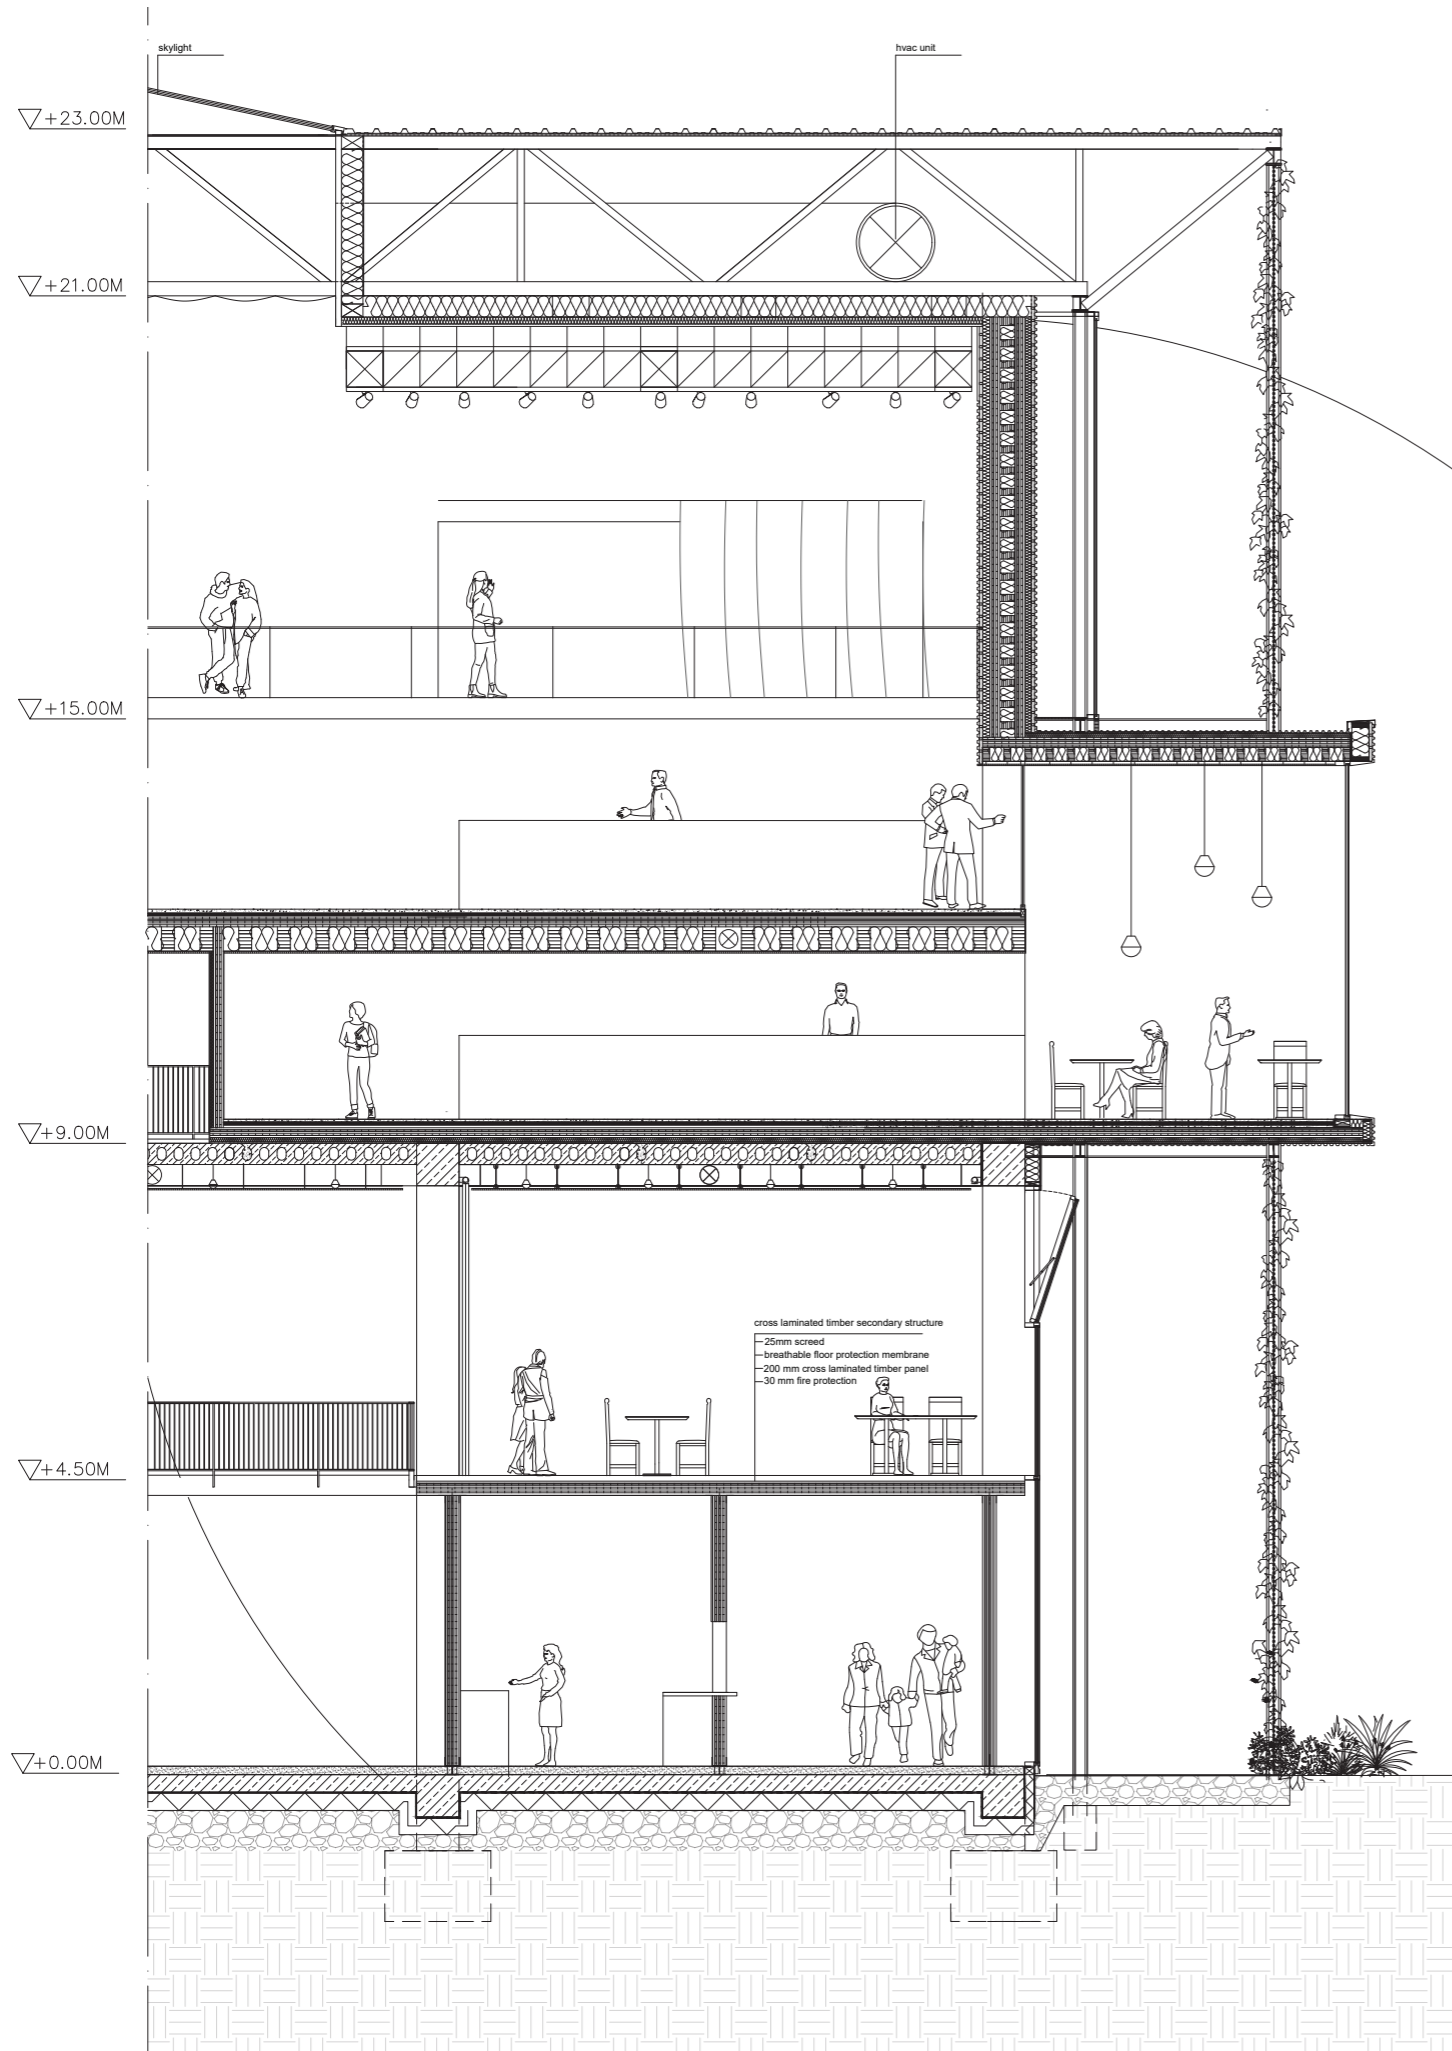 skylight
hvac unit
+23.00M
+21.00M
+15.00M
+9.00M
cross laminated timber secondary structure
25mm screed
breathable floor protection membrane
200 mm cross laminated timber panel
30 mm fire protection
+4.50M
+0.00M